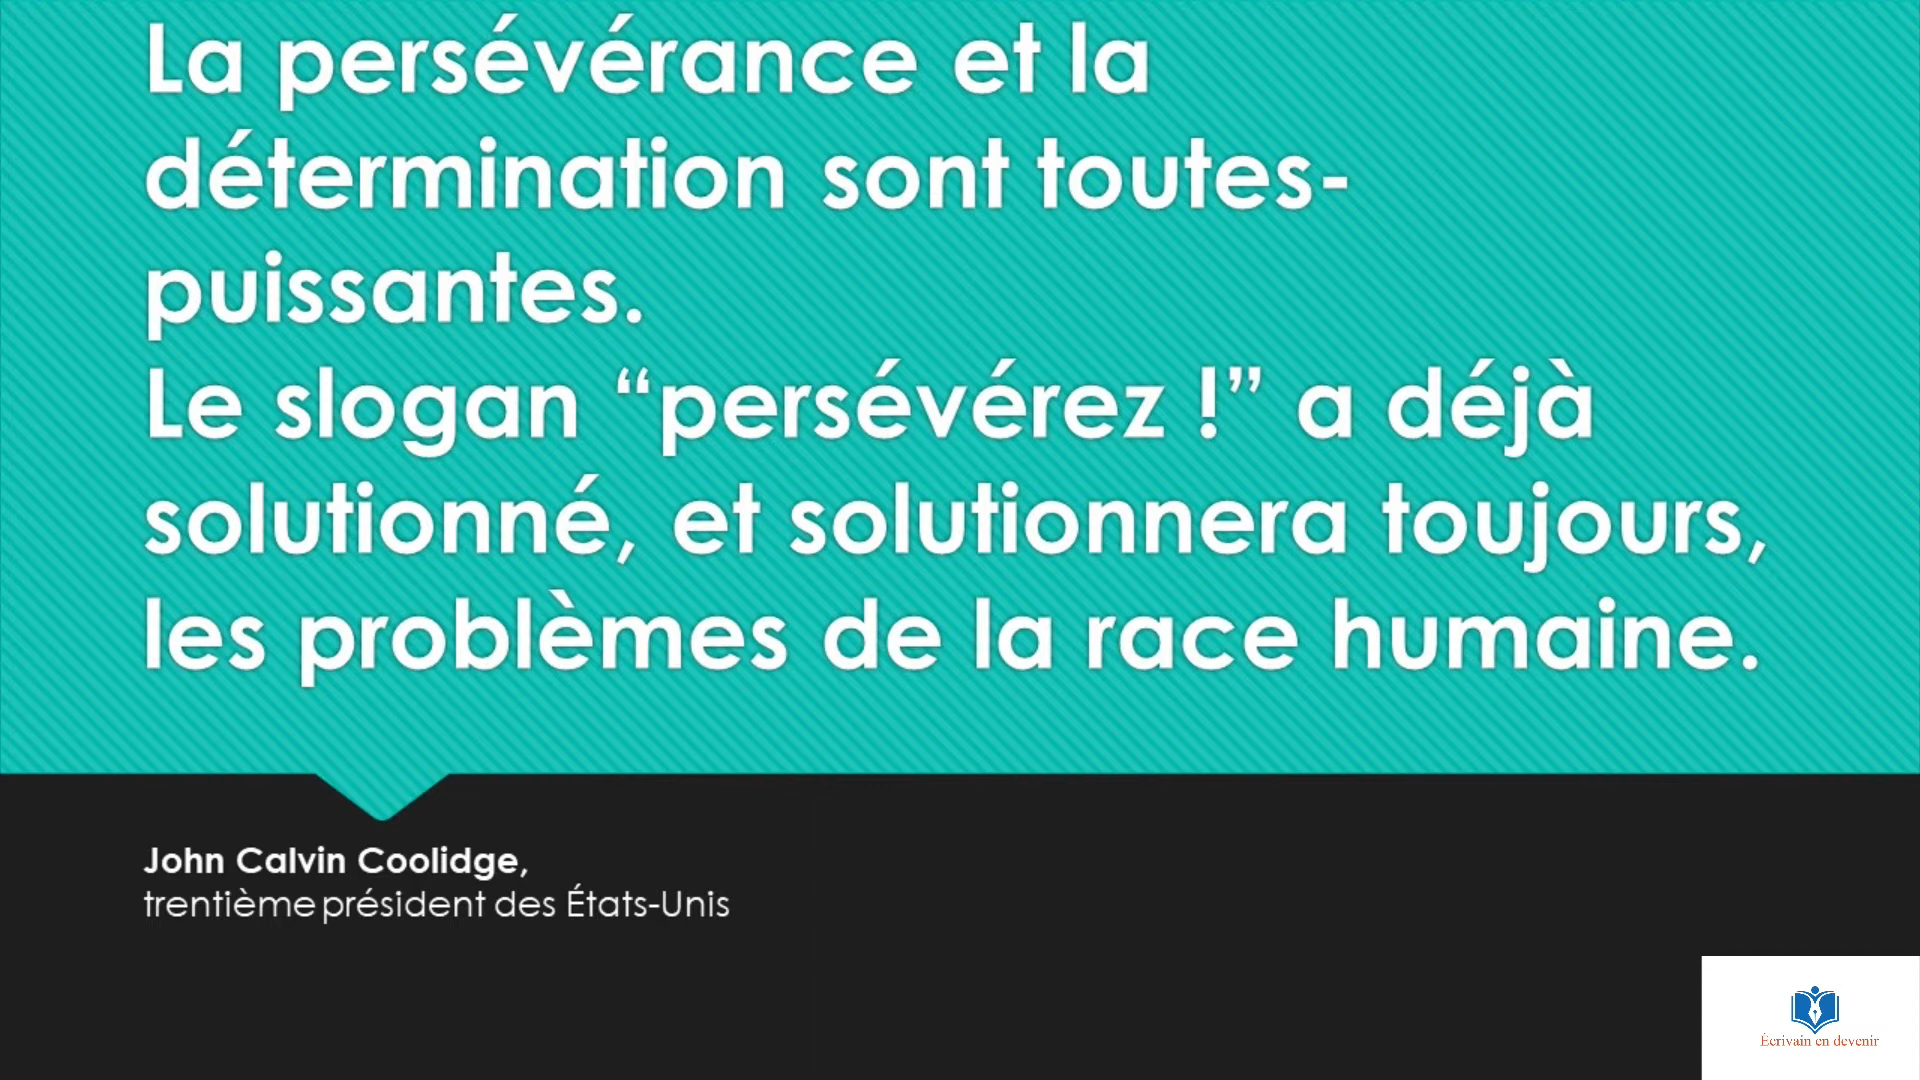 La persévérance et la
détermination sont toutes-
puissantes.
Le slogan “persévérez !” a déjà
solutionné, et solutionnera toujours,
les problèmes de la race humaine.
John Calvin Coolidge,
trentième président des États-Unis
Écrivain en devenir